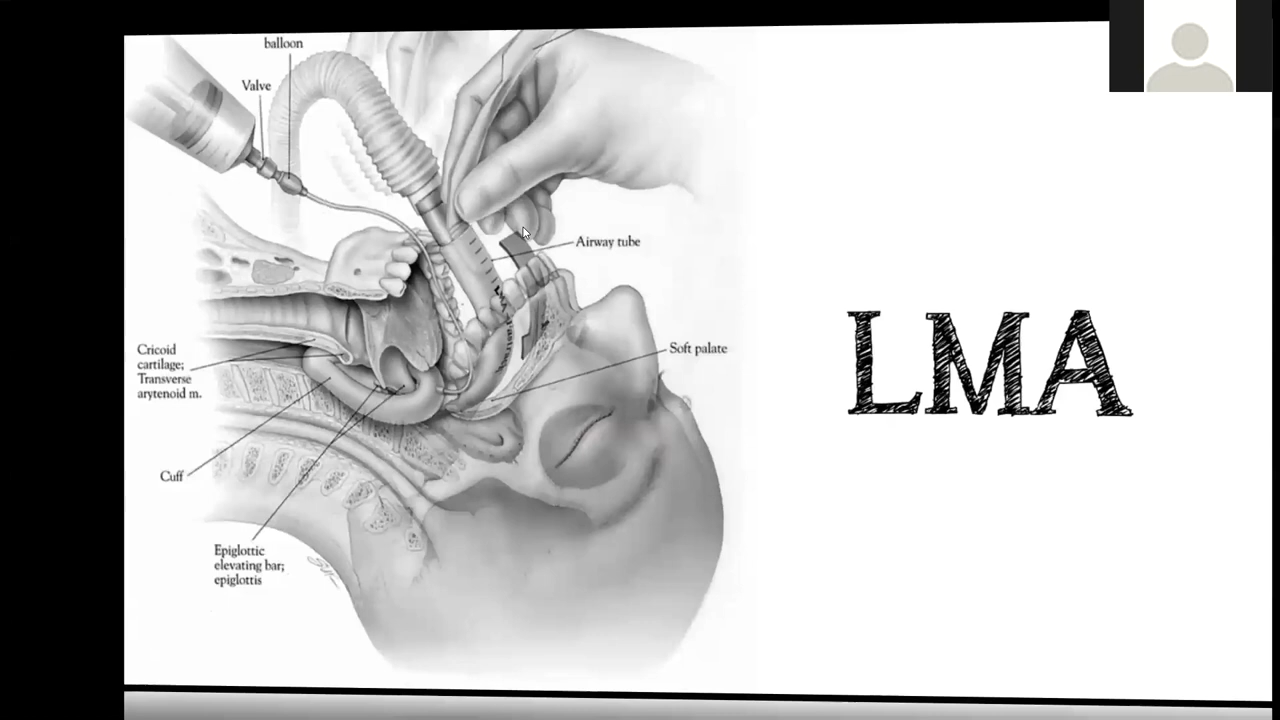 balloon
Valve
Airway tube
Soft palate
Cricoid
cartilage;
Transverse
arytenoid m.
Cuff
Epiglottic
elevating bar;
epiglottis
LMA